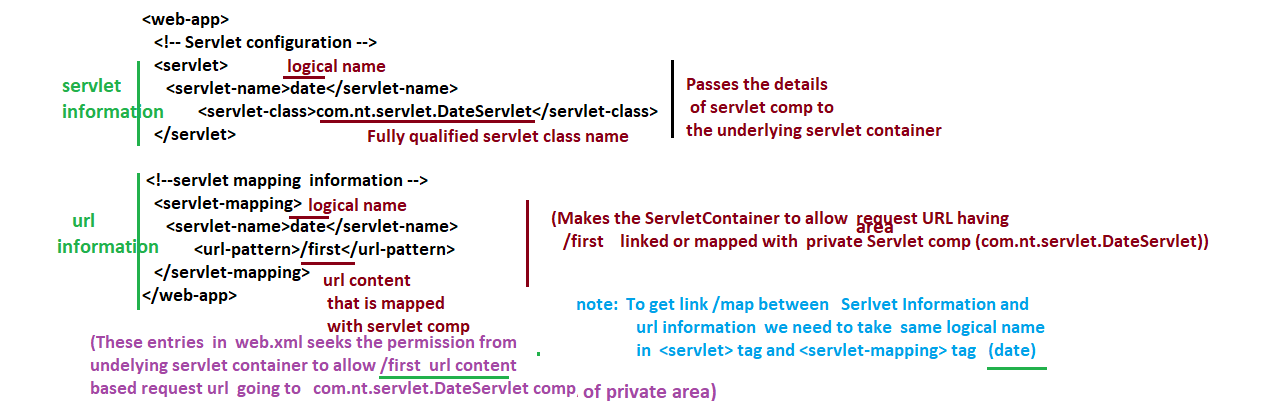 <web-app>
<!-- Servlet configuration -->
<servlet>
logical name
<servlet-name>date</servlet-name>
<servlet-class>com.nt.servlet.DateServlet</servlet-class>
</servlet>
Fully qualified servlet class name
servlet
information
Passes the details
of servlet comp to
the underlying servlet container
<!--servlet mapping information -->
<servlet-mapping>
logical name
<servlet-name>date</servlet-name>
<url-pattern>/first</url-pattern>
</servlet-mapping>
</web-app>
url
information
url content
that is mapped
with servlet comp
(Makes the ServletContainer to allow request URL having
/first linked or mapped with private Servlet comp (com.nt.servlet.DateServlet))
area
note: To get link /map between Serlvet Information and
url information we need to take same logical name
in <servlet> tag and <servlet-mapping> tag (date)
(These entries in web.xml seeks the permission from
undelying servlet container to allow /first url content
based request url going to com.nt.servlet.DateServlet comp of private area)